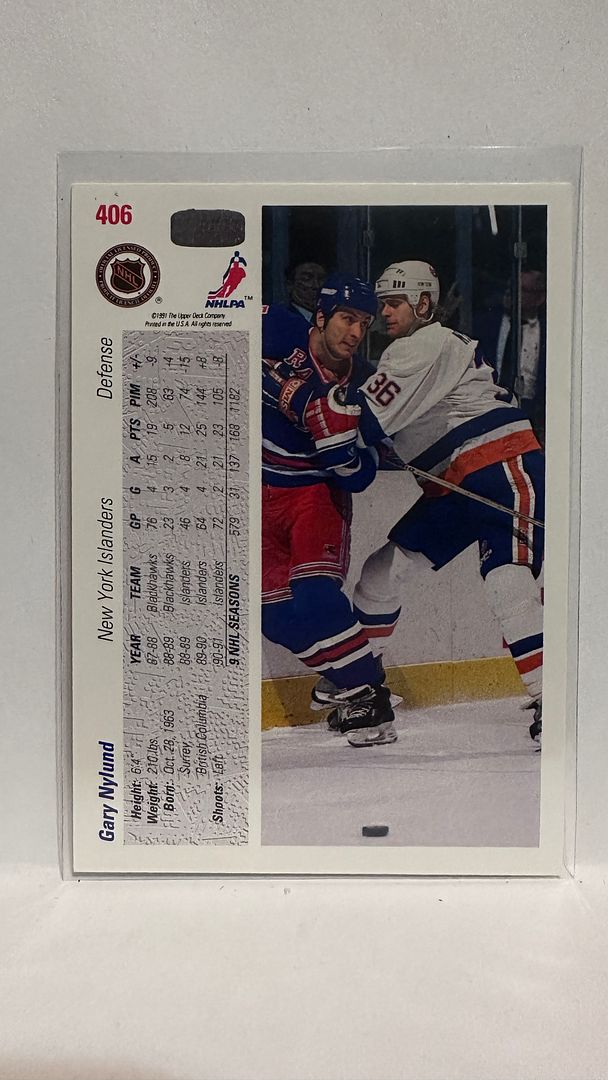 406
NHL
NHLPA™
©1991 The Upper Deck Company
Printed in the U.S.A. All rights reserved
Gary Nylund New York Islanders Defense
Height: 6'4"
Weight: 210 lbs.
Born: Oct. 28, 1963
Surrey,
British Columbia
Shoots: Left
YEAR TEAM GP G A PTS PIM +/-
87-88 Blackhawks 76 4 15 19 208 -9
88-89 Blackhawks 23 3 2 5 63 -4
88-89 Islanders 46 4 8 12 74 -15
89-90 Islanders 64 4 21 25 144 +8
90-91 Islanders 72 2 21 23 105 -8
9 NHL SEASONS 579 31 137 168 1182
36